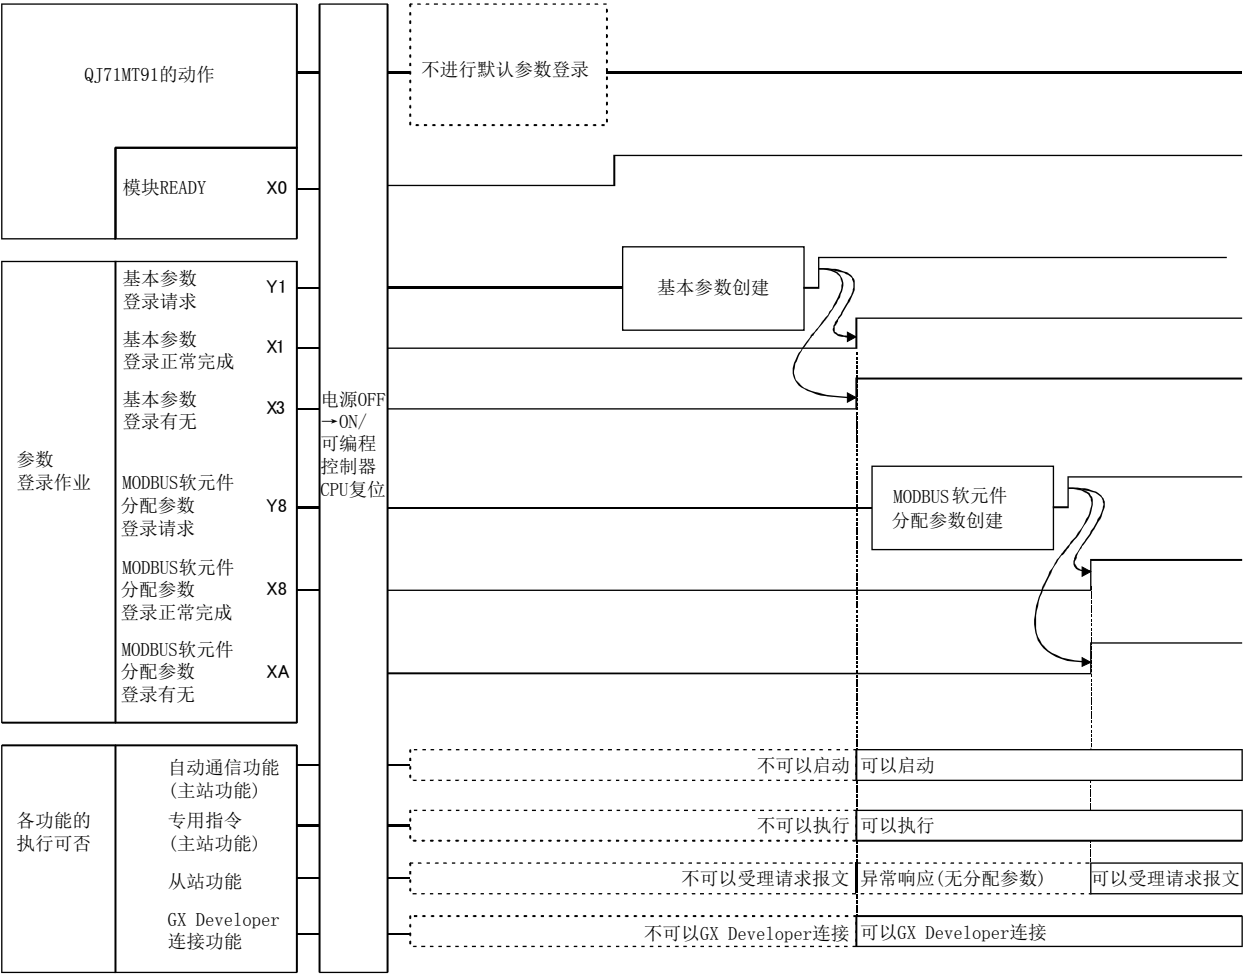 QJ71MT91的动作
不进行默认参数登录
模块READY X0
基本参数
登录请求
Y1
基本参数创建
基本参数
登录正常完成
X1
基本参数
登录有无
X3
电源OFF
→ON/
可编程
控制器
CPU复位
参数
登录作业
MODBUS软元件
分配参数
登录请求
Y8
MODBUS软元件
分配参数创建
MODBUS软元件
分配参数
登录正常完成
X8
MODBUS软元件
分配参数
登录有无
XA
各功能的
执行可否
自动通信功能
(主站功能)
不可以启动 可以启动
专用指令
(主站功能)
不可以执行 可以执行
从站功能
不可以受理请求报文 异常响应(无分配参数) 可以受理请求报文
GX Developer
连接功能
不可以GX Developer连接 可以GX Developer连接